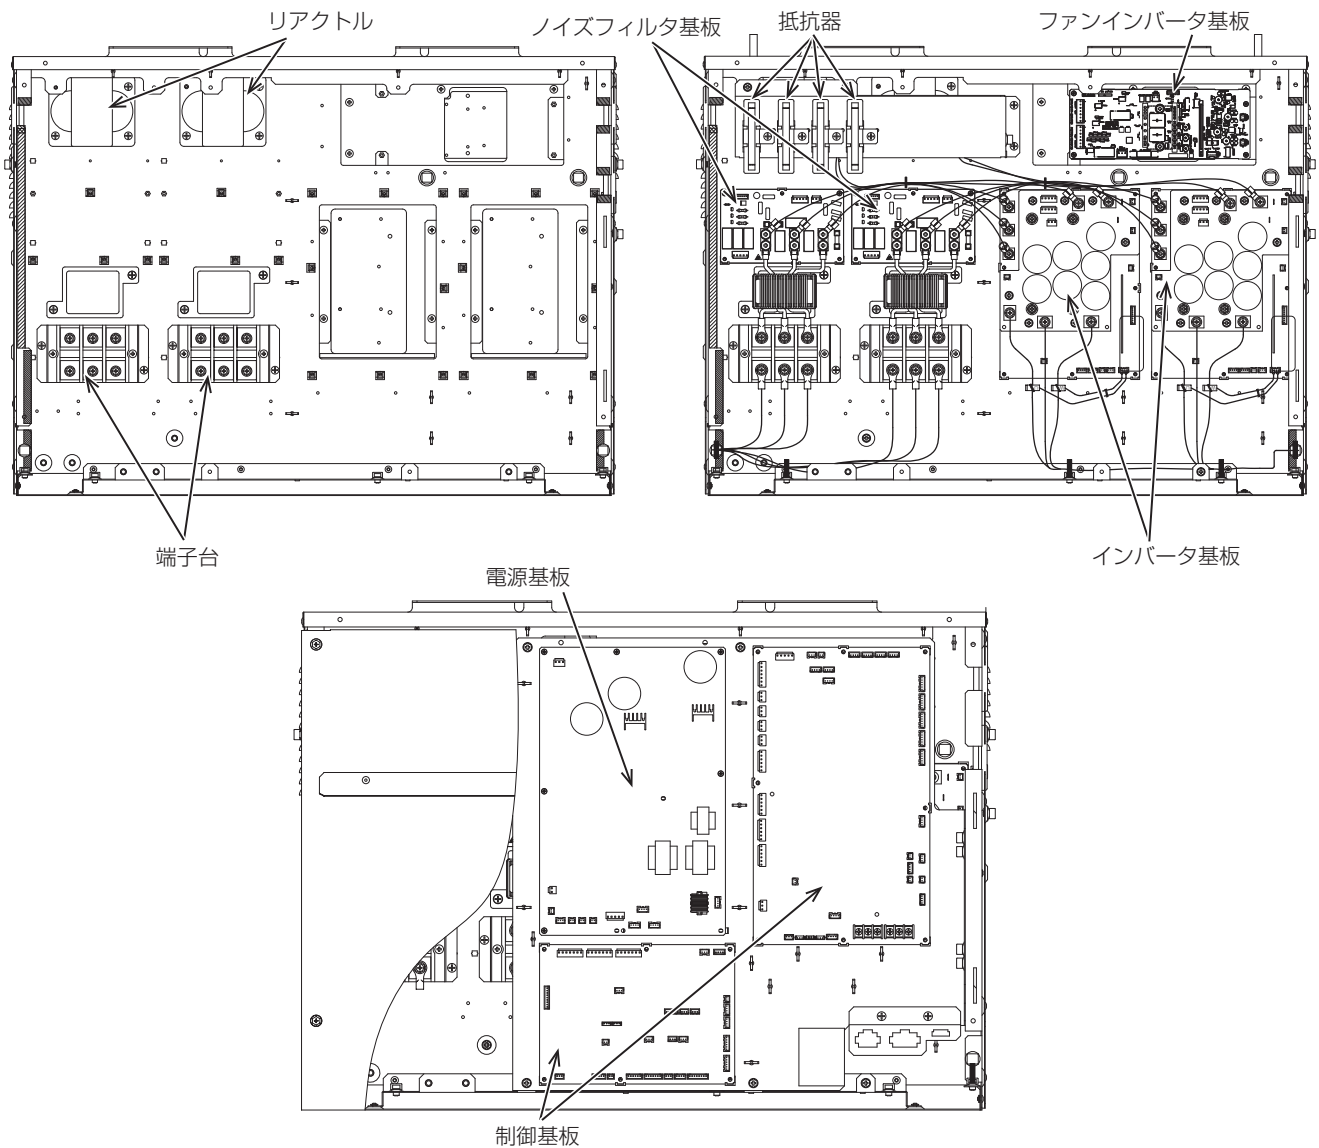 リアクトル
ノイズフィルタ基板
抵抗器
ファンインバータ基板
端子台
インバータ基板
電源基板
制御基板